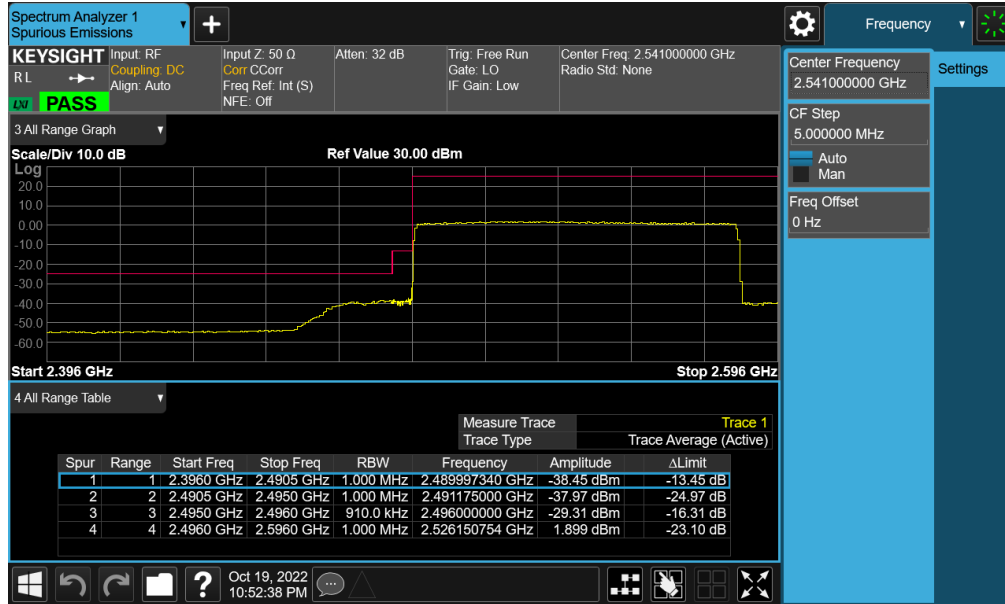 Spectrum Analyzer 1
Spurious Emissions
Frequency
KEYSIGHT
RL
LXI PASS
Input: RF
Coupling: DC
Align: Auto
Input Z: 50 Ω
Corr CCorr
Freq Ref: Int (S)
NFE: Off
Atten: 32 dB
Trig: Free Run
Gate: LO
IF Gain: Low
Center Freq: 2.541000000 GHz
Radio Std: None
Center Frequency
2.541000000 GHz
Settings
CF Step
5.000000 MHz
Auto
Man
Freq Offset
0 Hz
3 All Range Graph
Scale/Div 10.0 dB
Ref Value 30.00 dBm
Log
20.0
10.0
0.00
-10.0
-20.0
-30.0
-40.0
-50.0
-60.0
Start 2.396 GHz
Stop 2.596 GHz
4 All Range Table
Measure Trace Trace 1
Trace Type Trace Average (Active)
Spur Range Start Freq Stop Freq RBW Frequency Amplitude ΔLimit
1 1 2.3960 GHz 2.4905 GHz 1.000 MHz 2.489997340 GHz -38.45 dBm -13.45 dB
2 2 2.4905 GHz 2.4950 GHz 1.000 MHz 2.491175000 GHz -37.97 dBm -24.97 dB
3 3 2.4950 GHz 2.4960 GHz 910.0 kHz 2.496000000 GHz -29.31 dBm -16.31 dB
4 4 2.4960 GHz 2.5960 GHz 1.000 MHz 2.526150754 GHz 1.899 dBm -23.10 dB
Oct 19, 2022
10:52:38 PM